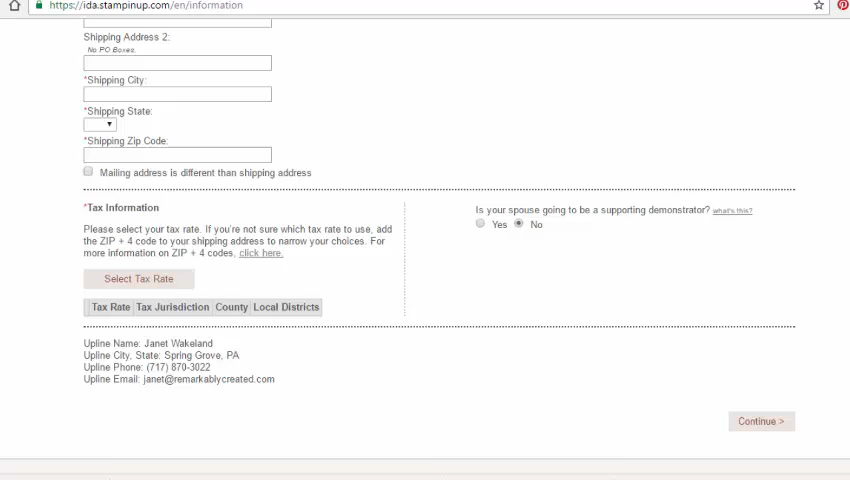 https://ida.stampinup.com/en/information
Shipping Address 2:
No PO Boxes.
*Shipping City:
*Shipping State:
*Shipping Zip Code:
Mailing address is different than shipping address
*Tax Information
Please select your tax rate. If you're not sure which tax rate to use, add
the ZIP + 4 code to your shipping address to narrow your choices. For
more information on ZIP + 4 codes, click here.
Select Tax Rate
Tax Rate Tax Jurisdiction County Local Districts
Is your spouse going to be a supporting demonstrator? what's this?
Yes No
Upline Name: Janet Wakeland
Upline City, State: Spring Grove, PA
Upline Phone: (717) 870-3022
Upline Email: janet@remarkablycreated.com
Continue >